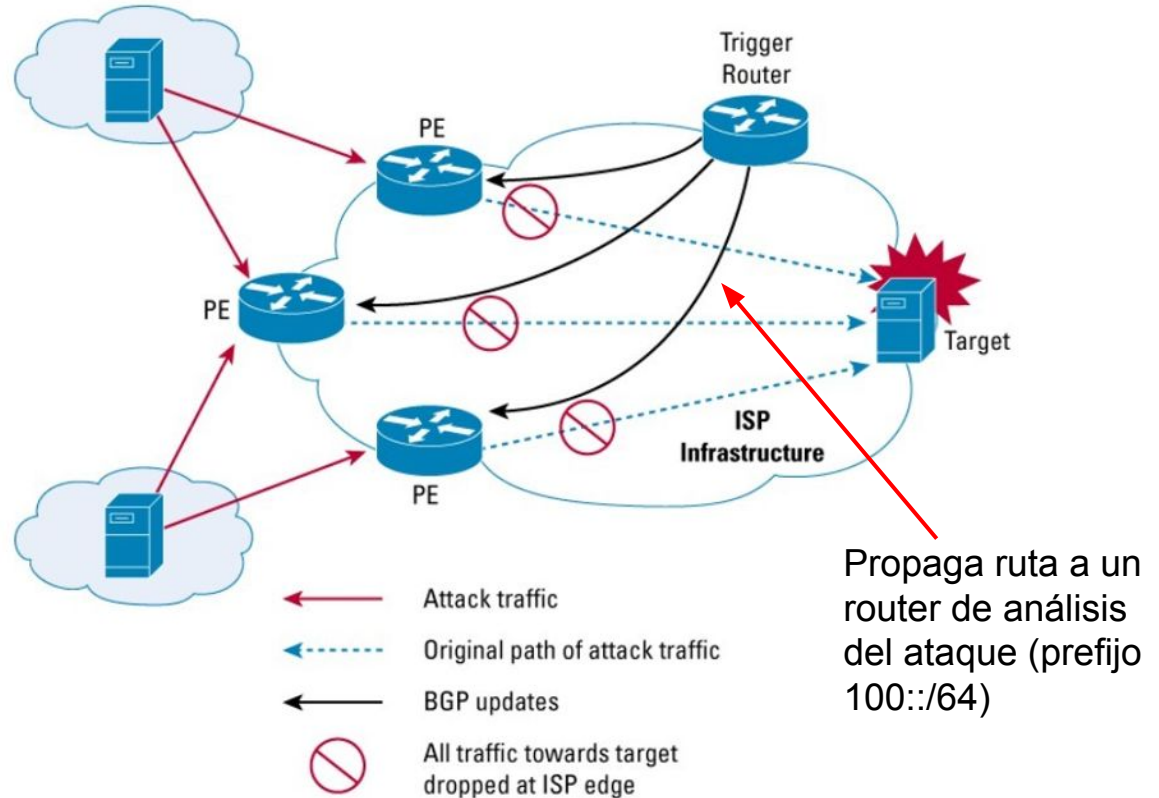 Trigger
Router
PE
PE
Target
ISP
Infrastructure
PE
Propaga ruta a un
router de análisis
del ataque (prefijo
100::/64)
Attack traffic
Original path of attack traffic
BGP updates
All traffic towards target
dropped at ISP edge